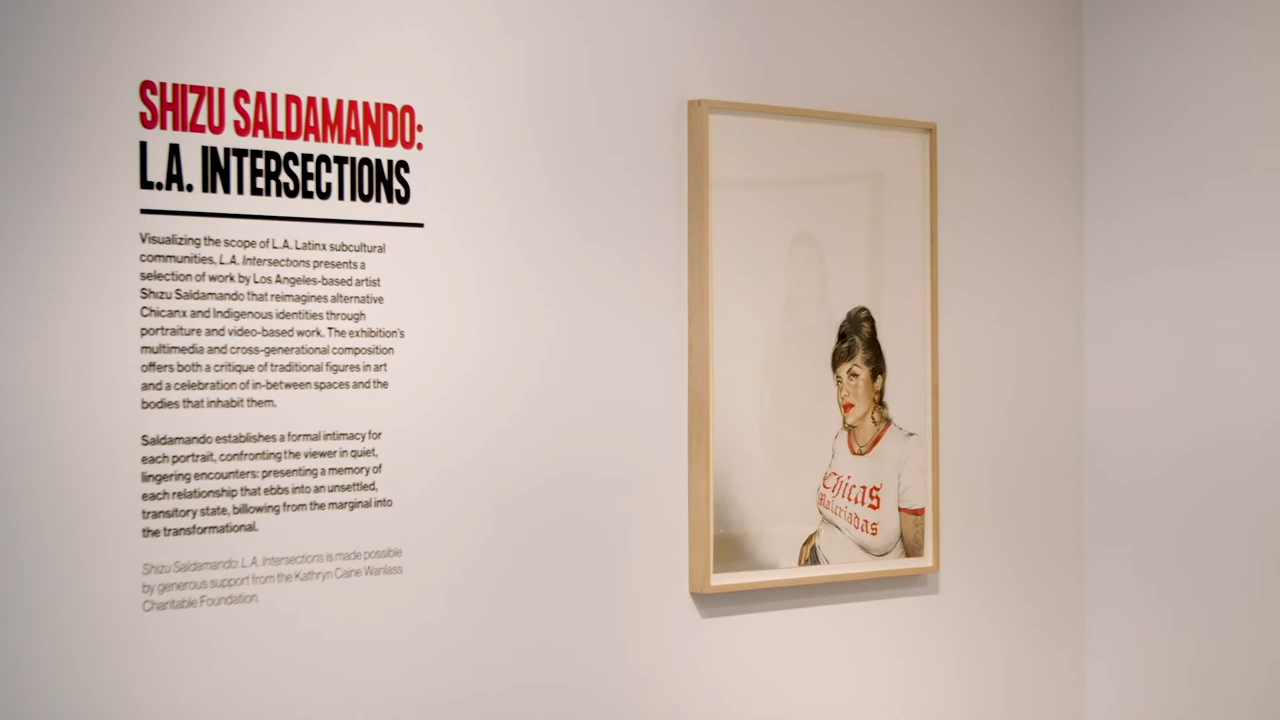 SHIZU SALDAMANDO:
L.A. INTERSECTIONS
Visualizing the scope of L.A. Latinx subcultural
communities, L.A. Intersections presents a
selection of work by Los Angeles-based artist
Shizu Saldamando that reimagines alternative
Chicanx and Indigenous identities through
portraiture and video-based work. The exhibition's
multimedia and cross-generational composition
offers both a critique of traditional figures in art
and a celebration of in-between spaces and the
bodies that inhabit them.
Saldamando establishes a formal intimacy for
each portrait, confronting the viewer in quiet,
lingering encounters: presenting a memory of
each relationship that ebbs into an unsettled,
transitory state, billowing from the marginal into
the transformational.
Shizu Saldamando: L.A. Intersections is made possible
by generous support from the Kathryn Caine Wanlass
Charitable Foundation.
Chicas
Malcriadas